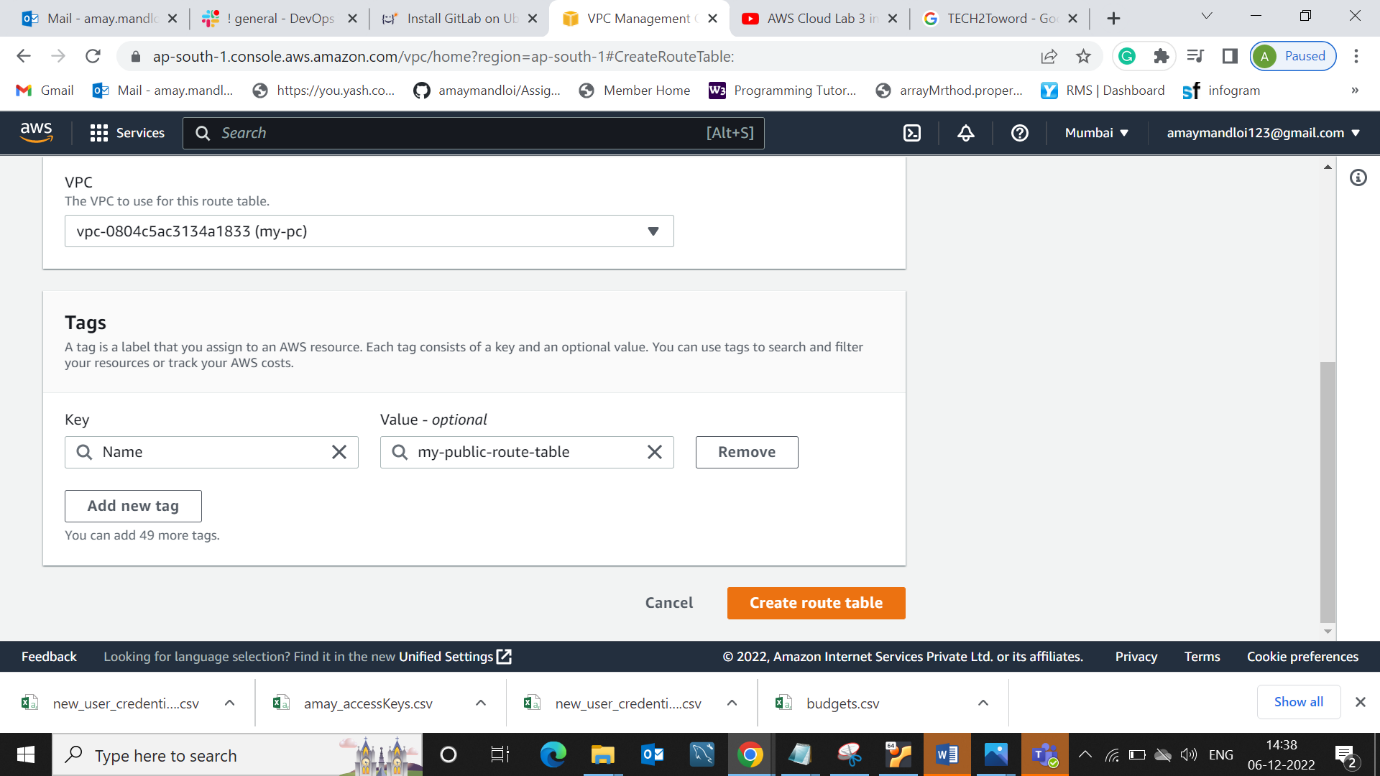 Mail - amay.mandlo
! general - DevOps
Install GitLab on Ub
VPC Management C
AWS Cloud Lab 3 in
TECH2Toword - Goo
ap-south-1.console.aws.amazon.com/vpc/home?region=ap-south-1#CreateRouteTable:
A Paused
Gmail
Mail - amay.mandl...
https://you.yash.co...
amaymandloi/Assig...
Member Home
W3 Programming Tutor...
arrayMrthod.proper...
RMS | Dashboard
sf infogram
»
aws
Services
Search [Alt+S]
Mumbai
amaymandloi123@gmail.com
VPC
The VPC to use for this route table.
vpc-0804c5ac3134a1833 (my-pc)
Tags
A tag is a label that you assign to an AWS resource. Each tag consists of a key and an optional value. You can use tags to search and filter
your resources or track your AWS costs.
Key
Value - optional
Name
my-public-route-table
Remove
Add new tag
You can add 49 more tags.
Cancel
Create route table
Feedback
Looking for language selection? Find it in the new Unified Settings
© 2022, Amazon Internet Services Private Ltd. or its affiliates.
Privacy
Terms
Cookie preferences
new_user_credenti....csv
amay_accessKeys.csv
new_user_credenti....csv
budgets.csv
Show all
Type here to search
ENG
14:38
06-12-2022
2